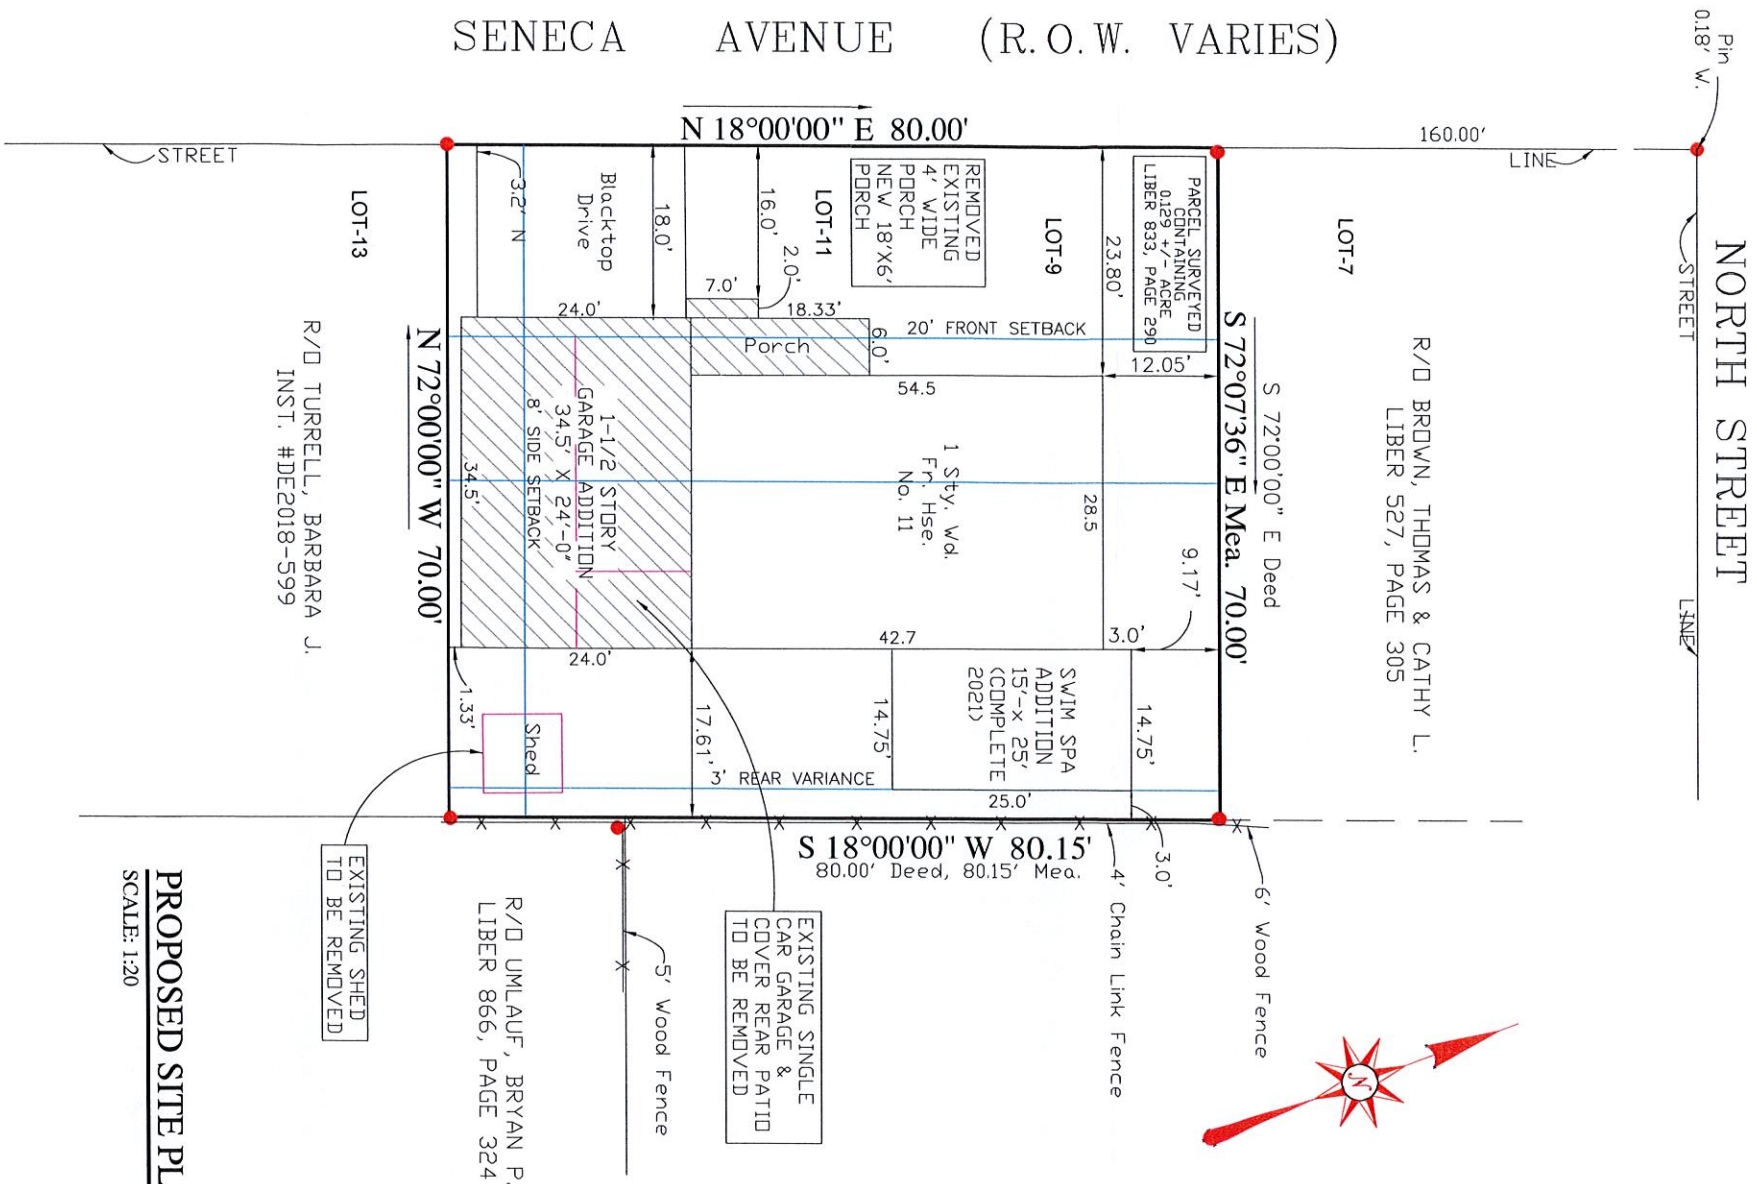 SENECA AVENUE (R.O.W. VARIES)
Pin
0.18' W.
N 18°00'00" E 80.00'
160.00'
STREET
LINE
NORTH STREET
STREET
LINE
LOT-13
3.2' N
Blacktop
Drive
18.0'
16.0'
2.0'
LOT-11
REMOVED
EXISTING
4' WIDE
PORCH
NEW 18'X6'
PORCH
LOT-9
23.80'
PARCEL SURVEYED
CONTAINING
0.129 +/- ACRE
LIBER 833, PAGE 290
LOT-7
7.0'
24.0'
18.33'
6.0'
Porch
20' FRONT SETBACK
12.05'
54.5
S 72°07'36" E Mea. 70.00'
S 72°00'00" E Deed
R/O BROWN, THOMAS & CATHY L.
LIBER 527, PAGE 305
R/O TURRELL, BARBARA J.
INST. #DE2018-599
N 72°00'00" W 70.00'
34.5'
8' SIDE SETBACK
1-1/2 STORY
GARAGE ADDITION
34.5' X 24'-0"
1 Sty. Wd.
Fr. Hse.
No. 11
28.5
9.17'
24.0'
42.7
3.0'
1.33'
Shed
17.61'
14.75'
SWIM SPA
ADDITION
15'-x 25'
(COMPLETE
2021)
14.75'
3' REAR VARIANCE
25.0'
S 18°00'00" W 80.15'
80.00' Deed, 80.15' Mea.
3.0'
4' Chain Link Fence
6' Wood Fence
EXISTING SHED
TO BE REMOVED
R/O UMLAUF, BRYAN P.
LIBER 866, PAGE 324
5' Wood Fence
EXISTING SINGLE
CAR GARAGE &
COVER REAR PATIO
TO BE REMOVED
N
PROPOSED SITE PL
SCALE: 1:20